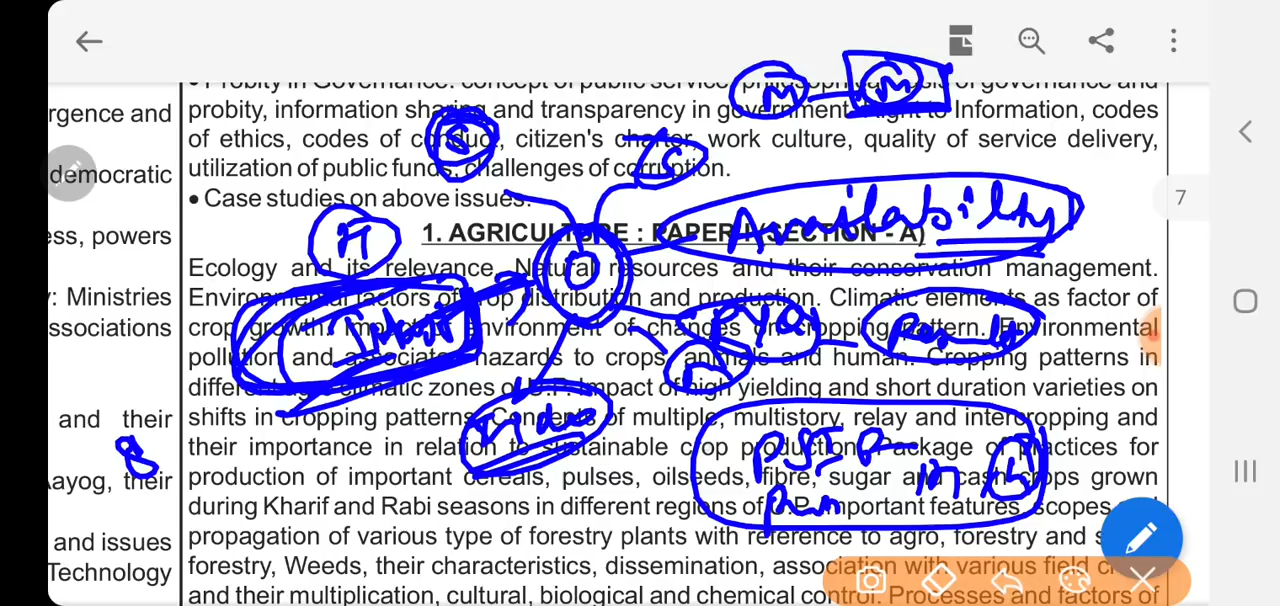 7
rgence and
democratic
ess, powers
y: Ministries
ssociations
and their
Aayog, their
and issues
Technology
• Probity in Governance: concept of public service, philosophical basis of governance and
probity, information sharing and transparency in government, Right to Information, codes
of ethics, codes of conduct, citizen's charter, work culture, quality of service delivery,
utilization of public funds, challenges of corruption.
• Case studies on above issues.
1. AGRICULTURE : PAPER-I (SECTION - A)
Ecology and its relevance, Natural resources and their conservation management.
Environmental factors of crop distribution and production. Climatic elements as factor of
crop growth. Impact of environment of changes on cropping pattern. Environmental
pollution and associated hazards to crops, animals and human. Cropping patterns in
different climatic zones of U.P. Impact of high yielding and short duration varieties on
shifts in cropping patterns. Concepts of multiple, multistory, relay and intercropping and
their importance in relation to sustainable crop production. Package of practices for
production of important cereals, pulses, oilseeds, fibre, sugar and cash crops grown
during Kharif and Rabi seasons in different regions of U.P. Important features, scopes and
propagation of various type of forestry plants with reference to agro, forestry and
forestry, Weeds, their characteristics, dissemination, association with various field
and their multiplication, cultural, biological and chemical control. Processes and factors of
M
M
S
S
Availability
O
PYQ
Result
n
Video
8